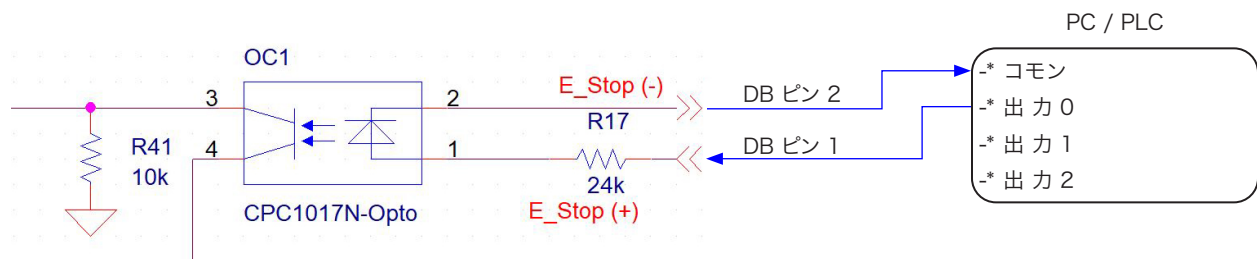 PC / PLC
OC1
-* コモン
E_Stop (-)
DB ピン 2
3
2
-* 出力 0
R17
R41
10k
4
1
DB ピン 1
-* 出 力 1
24k
-* 出 力 2
CPC1017N-Opto
E_Stop (+)